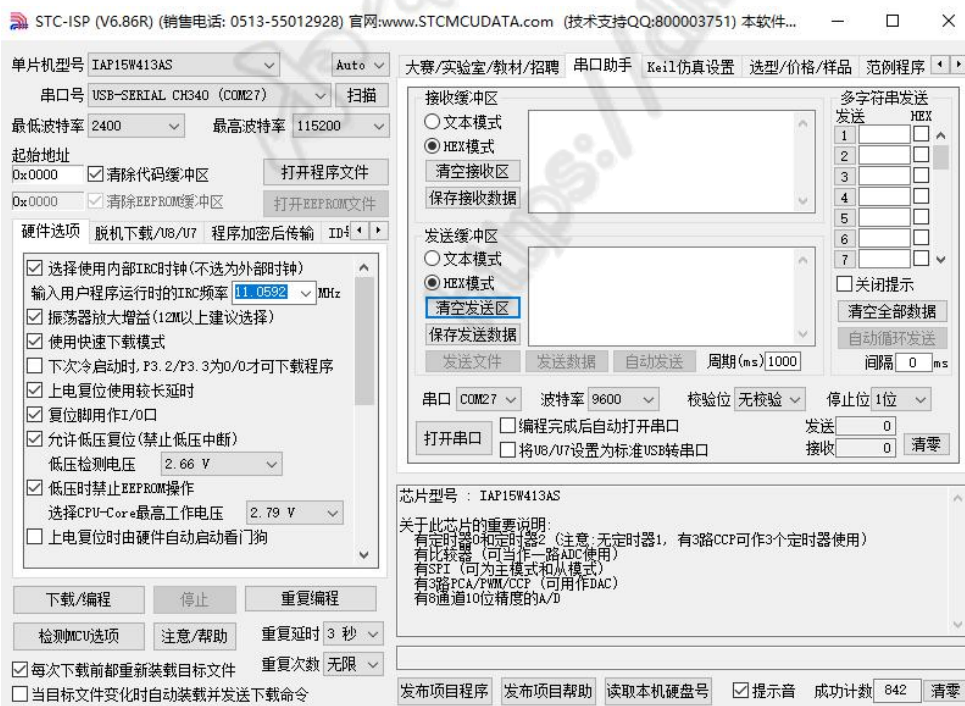 STC-ISP (V6.86R) (销售电话: 0513-55012928) 官网:www.STCMCUDATA.com (技术支持QQ:800003751) 本软件...
单片机型号 IAP15W413AS Auto
串口号 USB-SERIAL CH340 (COM27) 扫描
最低波特率 2400 最高波特率 115200
起始地址
0x0000 清除代码缓冲区 打开程序文件
0x0000 清除EEPROM缓冲区 打开EEPROM文件
硬件选项 脱机下载/U8/U7 程序加密后传输
选择使用内部IRC时钟(不选为外部时钟)
输入用户程序运行时的IRC频率 11.0592 MHz
振荡器放大增益(12M以上建议选择)
使用快速下载模式
下次冷启动时,P3.2/P3.3为0/0才可下载程序
上电复位使用较长延时
复位脚用作I/O口
允许低压复位(禁止低压中断)
低压检测电压 2.66 V
低压时禁止EEPROM操作
选择CPU-Core最高工作电压 2.79 V
上电复位时由硬件自动启动看门狗
下载/编程 停止 重复编程
检测MCU选项 注意/帮助 重复延时 3 秒
每次下载前都重新装载目标文件 重复次数 无限
当目标文件变化时自动装载并发送下载命令
大赛/实验室/教材/招聘 串口助手 Keil仿真设置 选型/价格/样品 范例程序
接收缓冲区
文本模式
HEX模式
清空接收区
保存接收数据
发送缓冲区
文本模式
HEX模式
清空发送区
保存发送数据
发送文件 发送数据 自动发送 周期(ms) 1000
多字符串发送
发送 HEX
1
2
3
4
5
6
7
关闭提示
清空全部数据
自动循环发送
间隔 0 ms
串口 COM27 波特率 9600 校验位 无校验 停止位 1位
打开串口 编程完成后自动打开串口 发送 0
将U8/U7设置为标准USB转串口 接收 0 清零
芯片型号 : IAP15W413AS
关于此芯片的重要说明:
有定时器0和定时器2 (注意:无定时器1, 有3路CCP可作3个定时器使用)
有比较器 (可当作一路ADC使用)
有SPI (可为主模式和从模式)
有3路PCA/PWM/CCP (可用作DAC)
有8通道10位精度的A/D
发布项目程序 发布项目帮助 读取本机硬盘号 提示音 成功计数 842 清零